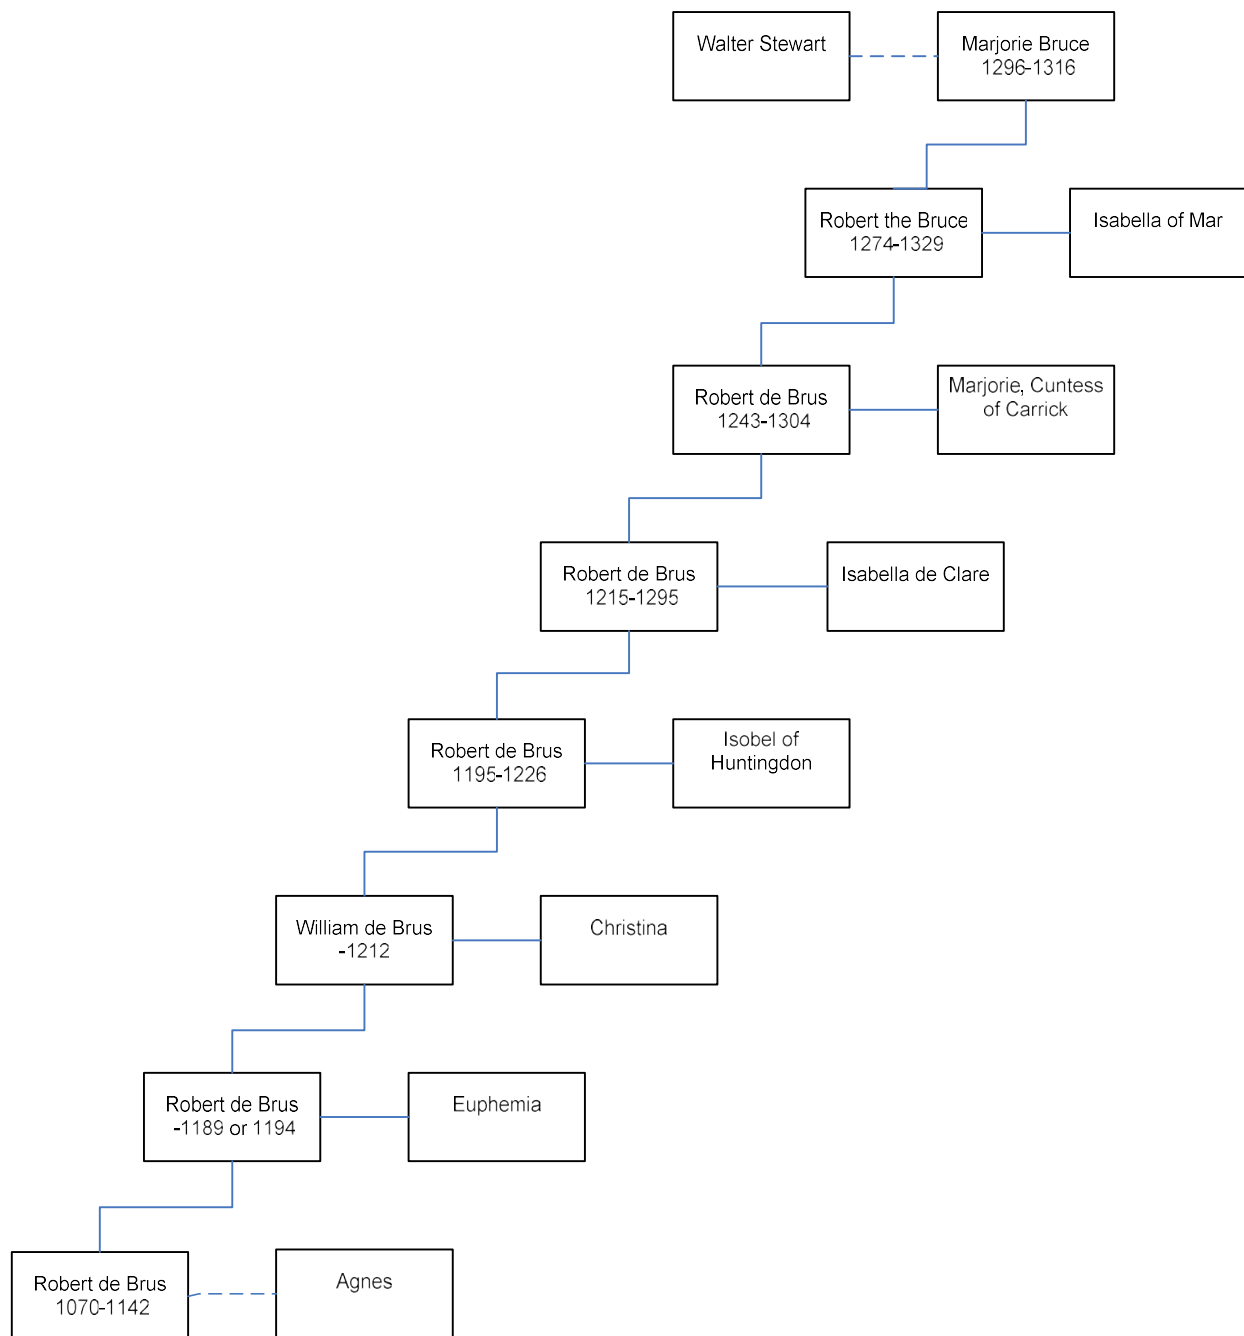 Walter Stewart
Marjorie Bruce
1296-1316
Robert the Bruce
1274-1329
Isabella of Mar
Robert de Brus
1243-1304
Marjorie, Cuntess
of Carrick
Robert de Brus
1215-1295
Isabella de Clare
Robert de Brus
1195-1226
Isobel of
Huntingdon
William de Brus
-1212
Christina
Robert de Brus
-1189 or 1194
Euphemia
Robert de Brus
1070-1142
Agnes